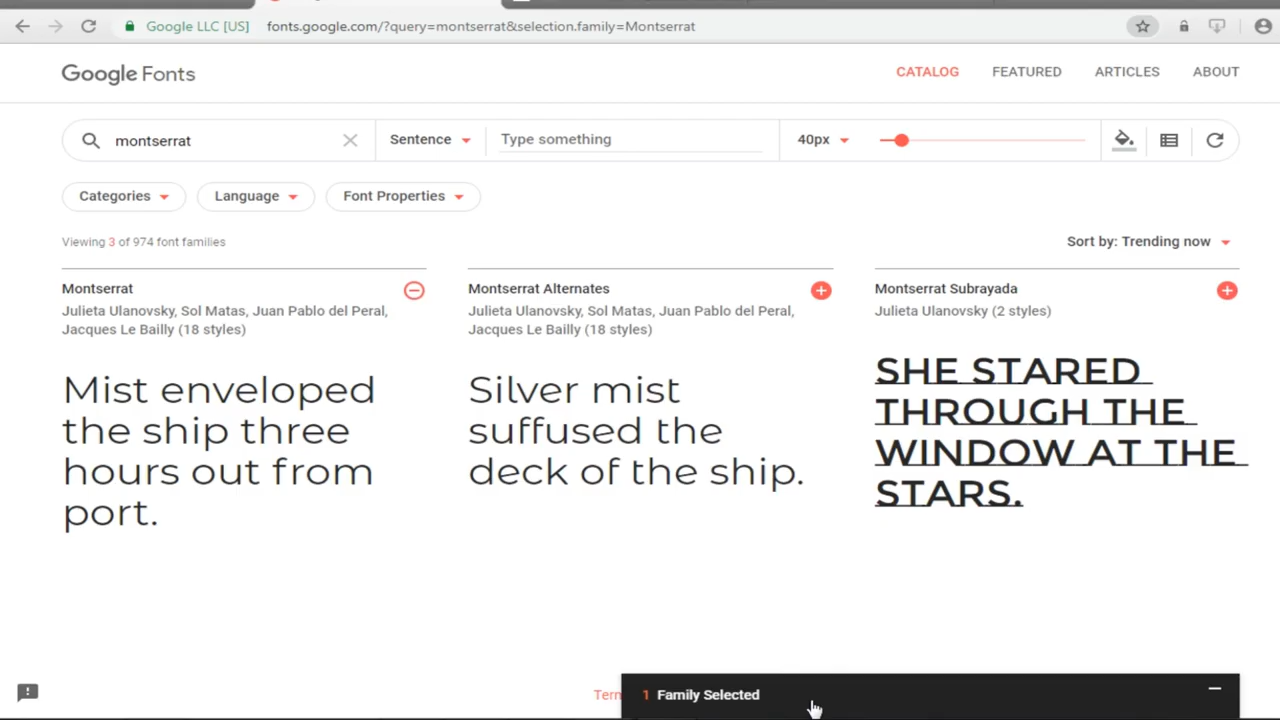 Google LLC [US] fonts.google.com/?query=montserrat&selection.family=Montserrat
Google Fonts
CATALOG FEATURED ARTICLES ABOUT
montserrat Sentence Type something 40px
Categories Language Font Properties
Viewing 3 of 974 font families Sort by: Trending now
Montserrat
Julieta Ulanovsky, Sol Matas, Juan Pablo del Peral,
Jacques Le Bailly (18 styles)
Mist enveloped
the ship three
hours out from
port.
Montserrat Alternates
Julieta Ulanovsky, Sol Matas, Juan Pablo del Peral,
Jacques Le Bailly (18 styles)
Silver mist
suffused the
deck of the ship.
Montserrat Subrayada
Julieta Ulanovsky (2 styles)
SHE STARED
THROUGH THE
WINDOW AT THE
STARS.
Term
1 Family Selected